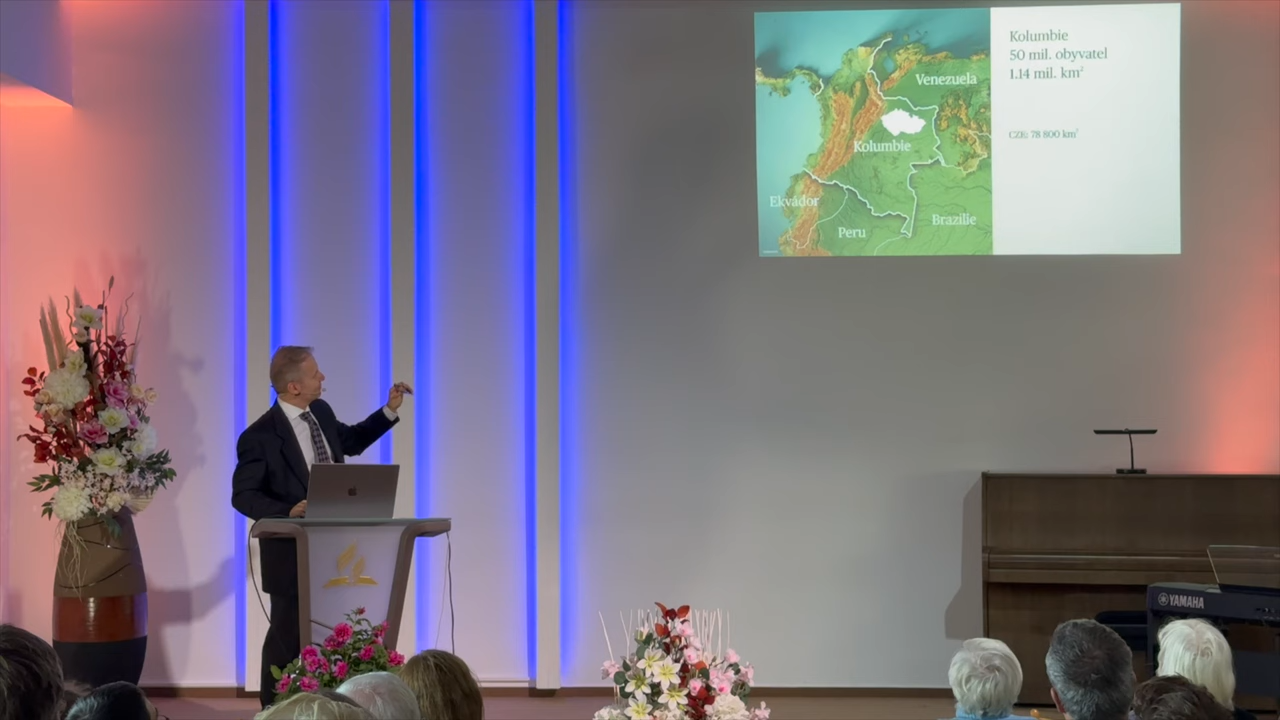 Kolumbie
50 mil. obyvatel
1.14 mil. km²
CZE: 78 800 km²
Venezuela
Kolumbie
Ekvádor
Peru
Brazílie
YAMAHA